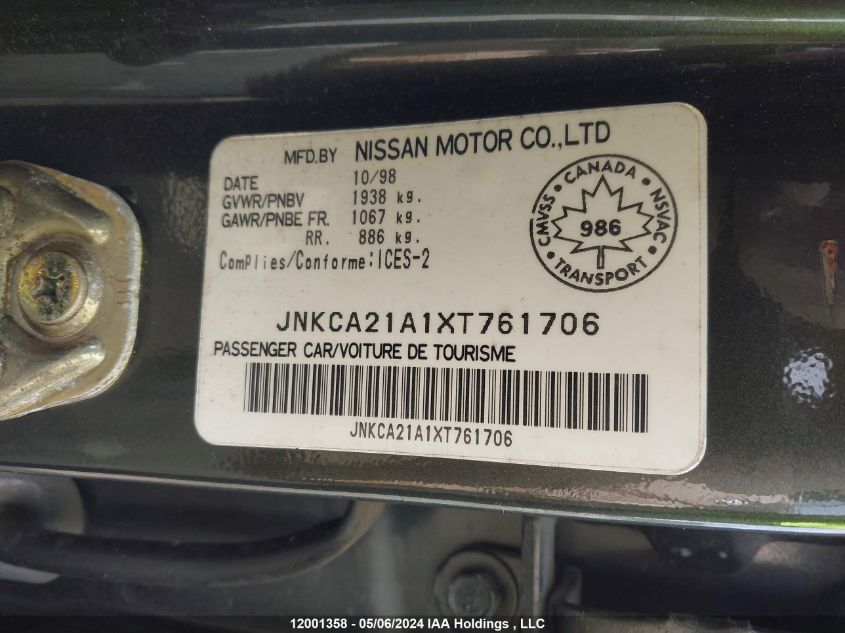 MFD.BY NISSAN MOTOR CO.,LTD
DATE 10/98
GVWR/PNBV 1938 kg.
GAWR/PNBE FR. 1067 kg.
RR. 886 kg.
ComPlies/Conforme:ICES-2
CANADA
CMVSS 986 NSVAC
TRANSPORT
JNKCA21A1XT761706
PASSENGER CAR/VOITURE DE TOURISME
JNKCA21A1XT761706
12001358 - 05/06/2024 IAA Holdings , LLC